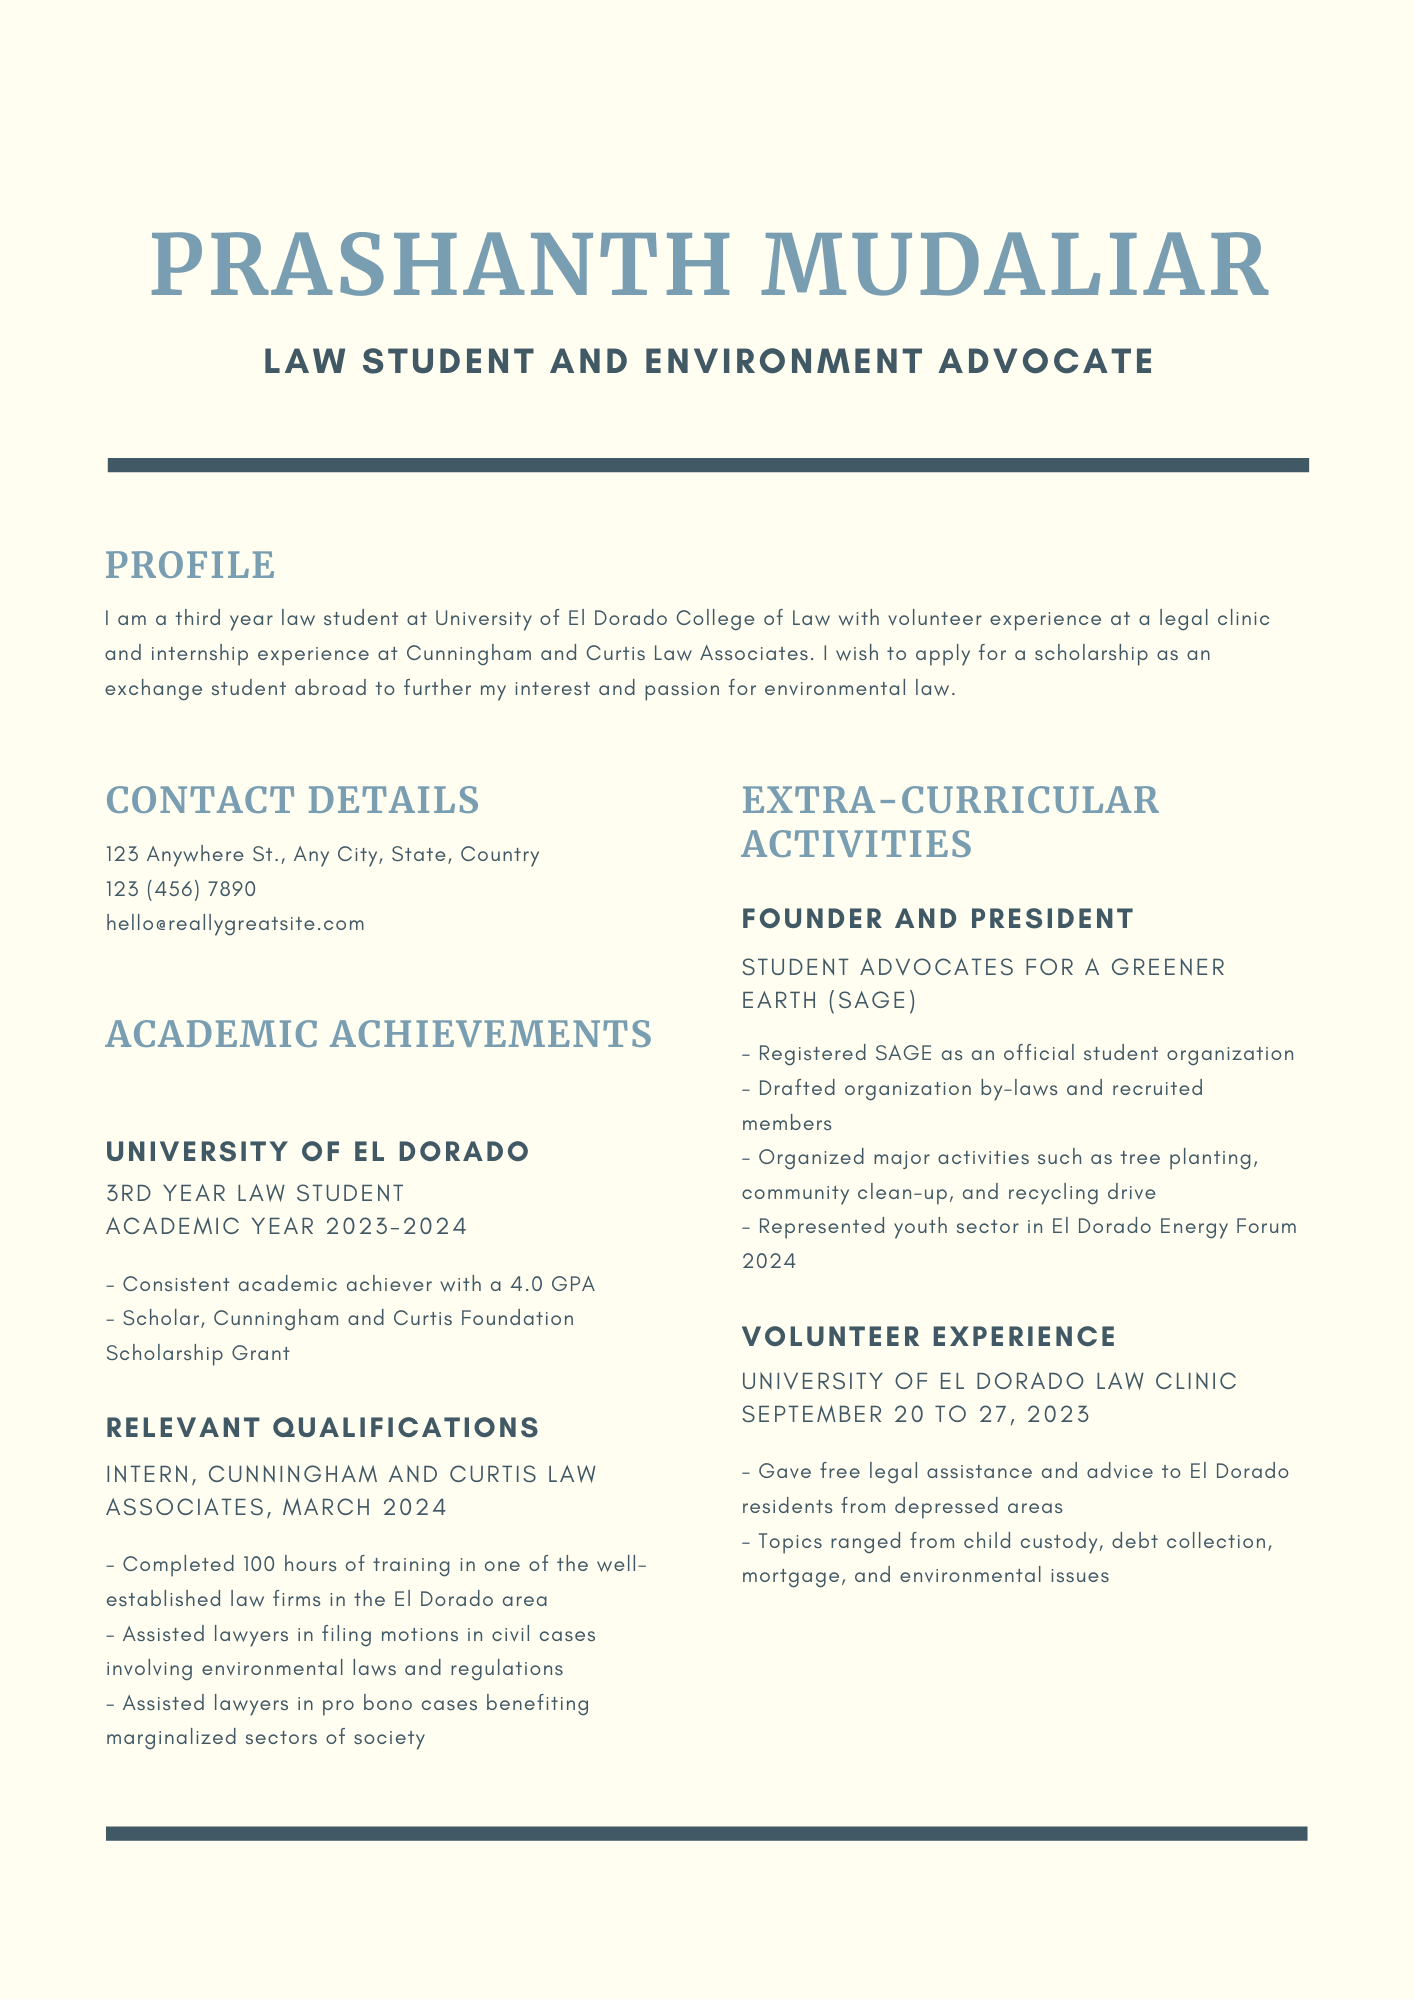 PRASHANTH MUDALIAR
LAW STUDENT AND ENVIRONMENT ADVOCATE
PROFILE
I am a third year law student at University of El Dorado College of Law with volunteer experience at a legal clinic
and internship experience at Cunningham and Curtis Law Associates. I wish to apply for a scholarship as an
exchange student abroad to further my interest and passion for environmental law.
CONTACT DETAILS
123 Anywhere St., Any City, State, Country
123 (456) 7890
hello@reallygreatsite.com
ACADEMIC ACHIEVEMENTS
UNIVERSITY OF EL DORADO
3RD YEAR LAW STUDENT
ACADEMIC YEAR 2023-2024
- Consistent academic achiever with a 4.0 GPA
- Scholar, Cunningham and Curtis Foundation
Scholarship Grant
RELEVANT QUALIFICATIONS
INTERN, CUNNINGHAM AND CURTIS LAW
ASSOCIATES, MARCH 2024
- Completed 100 hours of training in one of the well-
established law firms in the El Dorado area
- Assisted lawyers in filing motions in civil cases
involving environmental laws and regulations
- Assisted lawyers in pro bono cases benefiting
marginalized sectors of society
EXTRA-CURRICULAR
ACTIVITIES
FOUNDER AND PRESIDENT
STUDENT ADVOCATES FOR A GREENER
EARTH (SAGE)
- Registered SAGE as an official student organization
- Drafted organization by-laws and recruited
members
- Organized major activities such as tree planting,
community clean-up, and recycling drive
- Represented youth sector in El Dorado Energy Forum
2024
VOLUNTEER EXPERIENCE
UNIVERSITY OF EL DORADO LAW CLINIC
SEPTEMBER 20 TO 27, 2023
- Gave free legal assistance and advice to El Dorado
residents from depressed areas
- Topics ranged from child custody, debt collection,
mortgage, and environmental issues